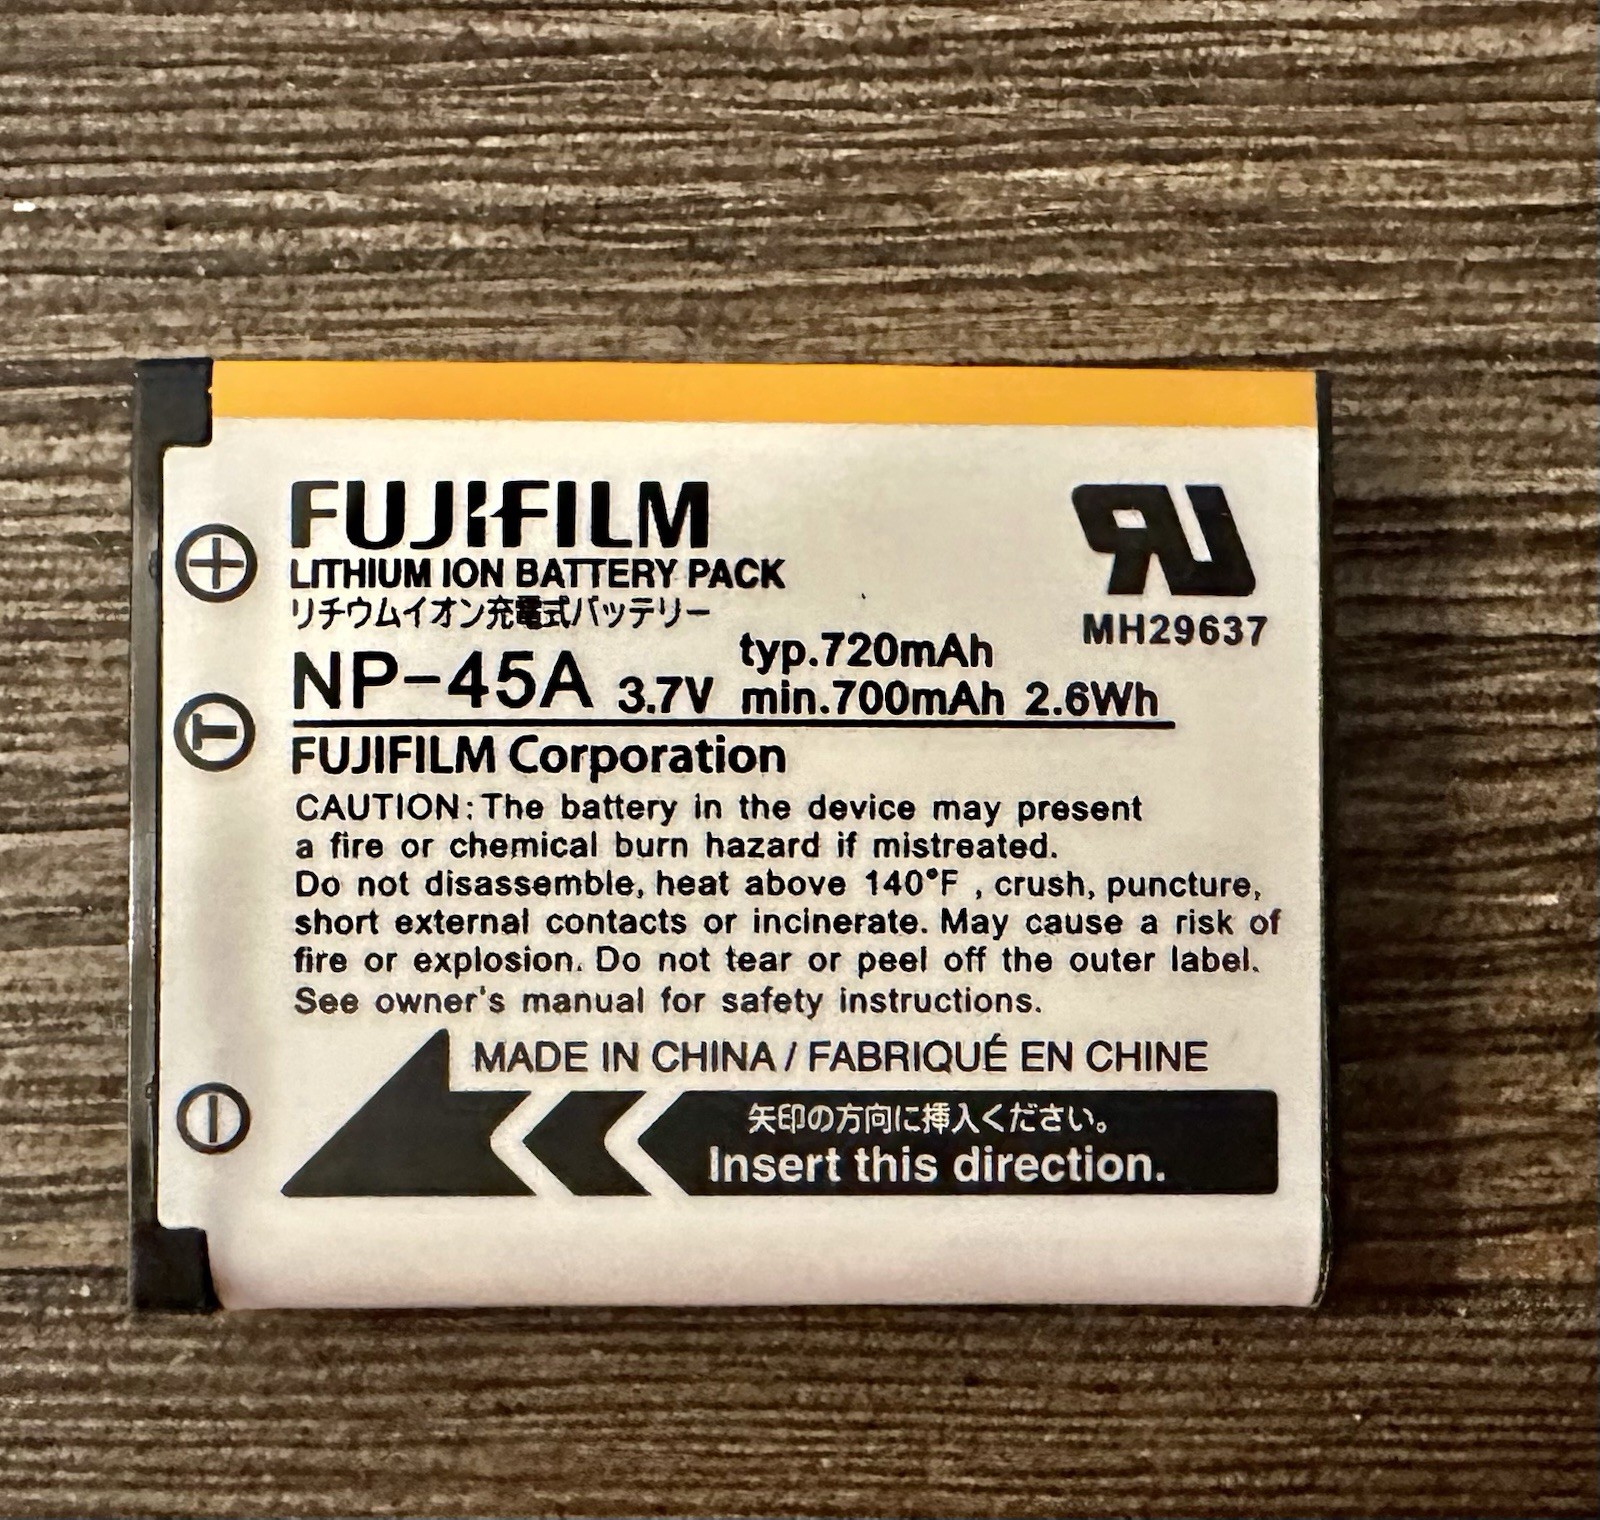 FUJIFILM
LITHIUM ION BATTERY PACK
リチウムイオン充電式バッテリー
MH29637
NP-45A 3.7V typ.720mAh
min.700mAh 2.6Wh
FUJIFILM Corporation
CAUTION:The battery in the device may present
a fire or chemical burn hazard if mistreated.
Do not disassemble, heat above 140°F , crush, puncture,
short external contacts or incinerate. May cause a risk of
fire or explosion. Do not tear or peel off the outer label.
See owner's manual for safety instructions.
MADE IN CHINA / FABRIQUÉ EN CHINE
矢印の方向に挿入ください。
Insert this direction.
+
T
-